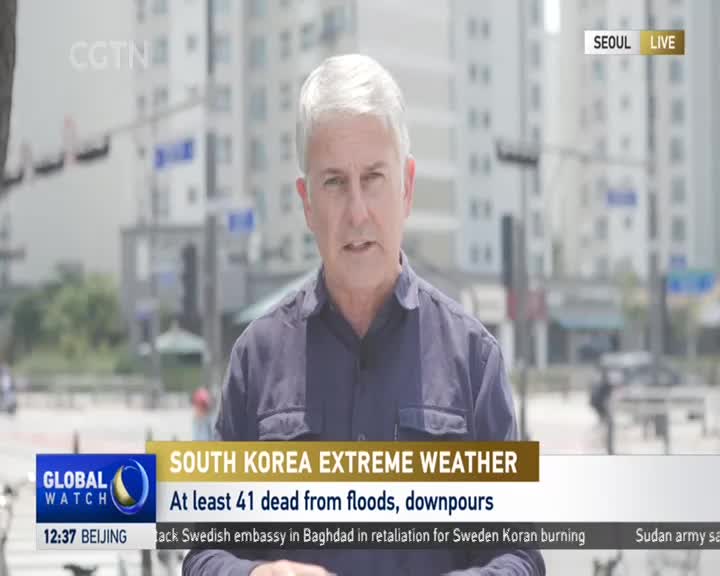 CGTN
SEOUL LIVE
SOUTH KOREA EXTREME WEATHER
GLOBAL WATCH
At least 41 dead from floods, downpours
12:37 BEIJING
tack Swedish embassy in Baghdad in retaliation for Sweden Koran burning Sudan army sa